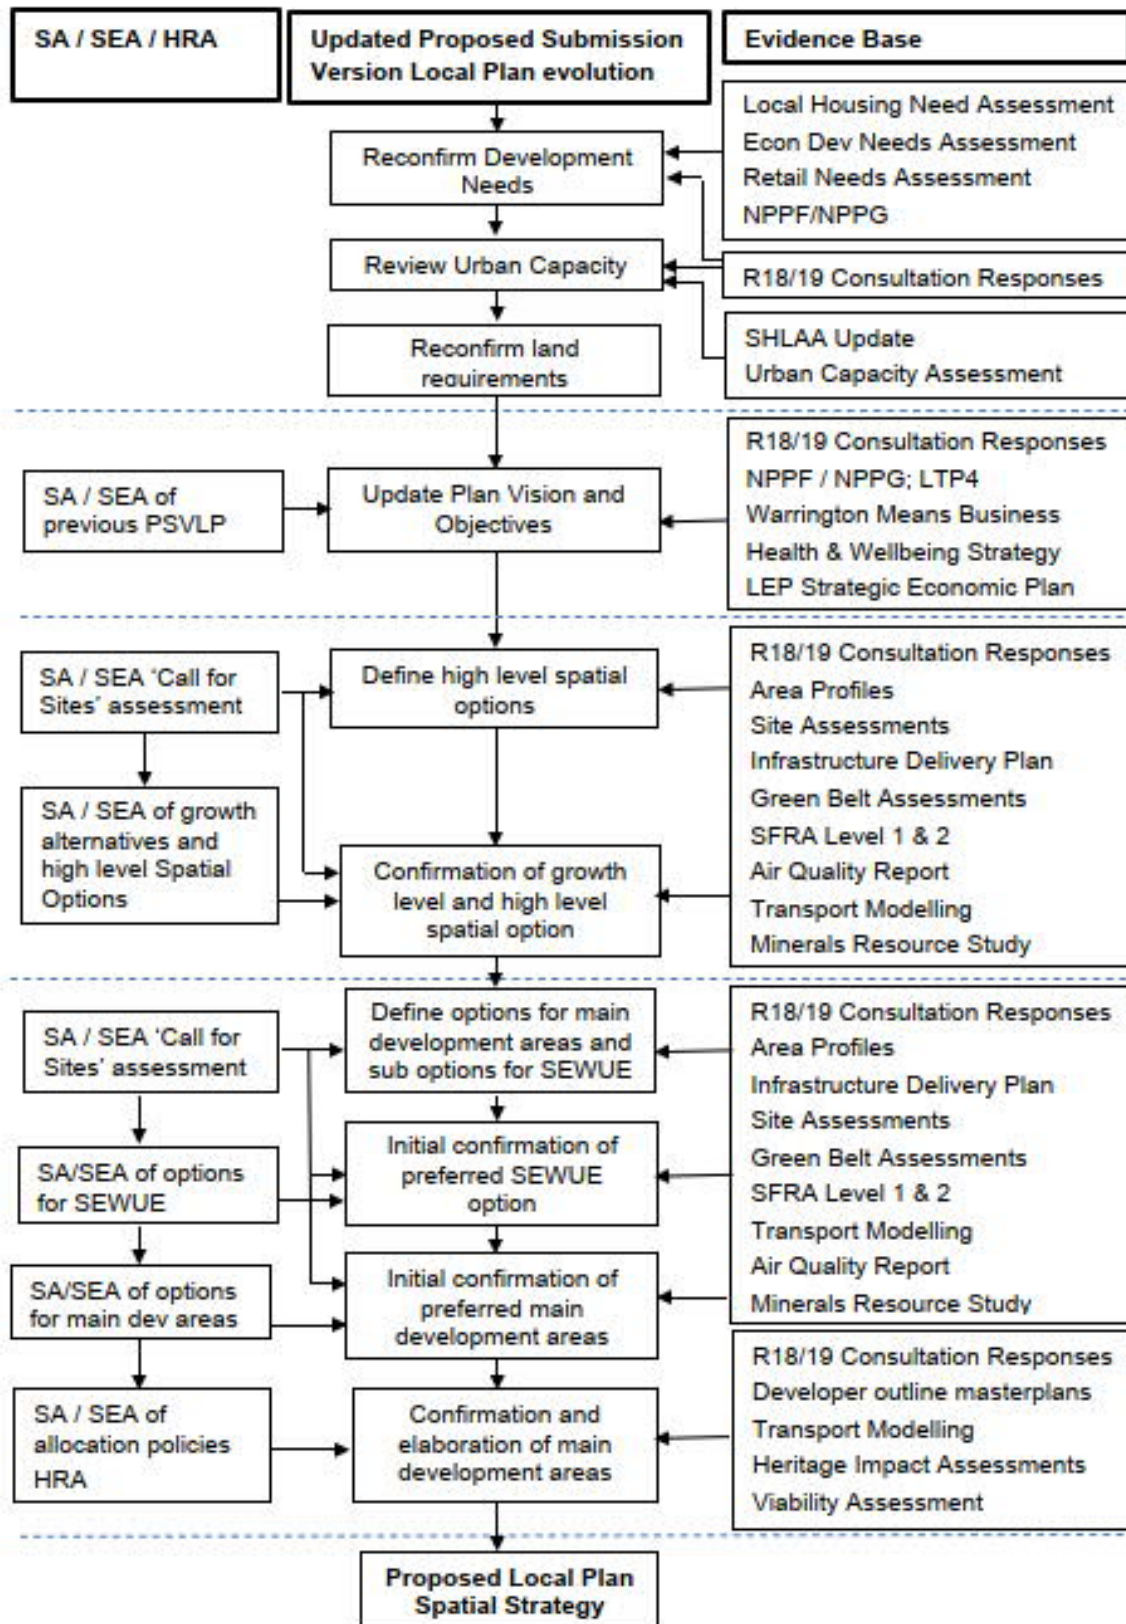 SA / SEA / HRA
Updated Proposed Submission
Version Local Plan evolution
Evidence Base
Reconfirm Development
Needs
Local Housing Need Assessment
Econ Dev Needs Assessment
Retail Needs Assessment
NPPF/NPPG
Review Urban Capacity
R18/19 Consultation Responses
Reconfirm land
requirements
SHLAA Update
Urban Capacity Assessment
SA / SEA of
previous PSVLP
Update Plan Vision and
Objectives
R18/19 Consultation Responses
NPPF / NPPG; LTP4
Warrington Means Business
Health & Wellbeing Strategy
LEP Strategic Economic Plan
SA / SEA ‘Call for
Sites’ assessment
Define high level spatial
options
SA / SEA of growth
alternatives and
high level Spatial
Options
Confirmation of growth
level and high level
spatial option
R18/19 Consultation Responses
Area Profiles
Site Assessments
Infrastructure Delivery Plan
Green Belt Assessments
SFRA Level 1 & 2
Air Quality Report
Transport Modelling
Minerals Resource Study
SA / SEA ‘Call for
Sites’ assessment
Define options for main
development areas and
sub options for SEWUE
SA/SEA of options
for SEWUE
Initial confirmation of
preferred SEWUE
option
SA/SEA of options
for main dev areas
Initial confirmation of
preferred main
development areas
R18/19 Consultation Responses
Area Profiles
Infrastructure Delivery Plan
Site Assessments
Green Belt Assessments
SFRA Level 1 & 2
Transport Modelling
Air Quality Report
Minerals Resource Study
SA / SEA of
allocation policies
HRA
Confirmation and
elaboration of main
development areas
R18/19 Consultation Responses
Developer outline masterplans
Transport Modelling
Heritage Impact Assessments
Viability Assessment
Proposed Local Plan
Spatial Strategy